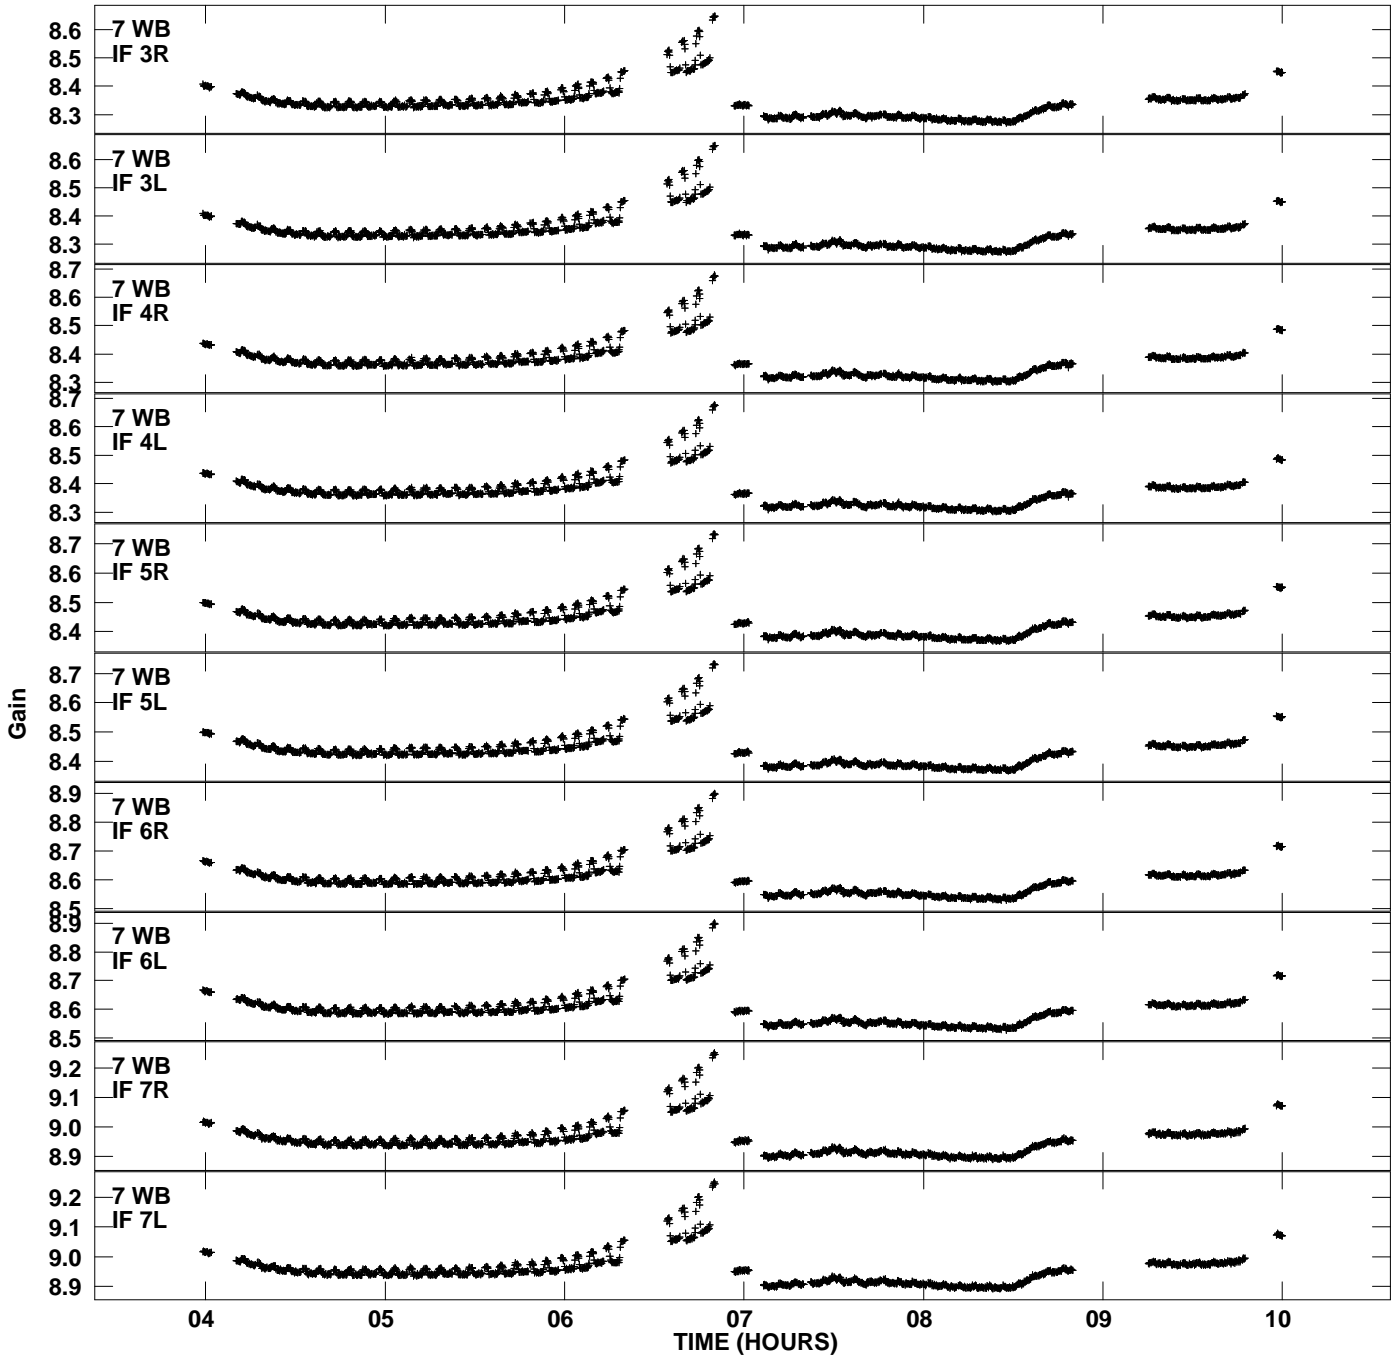 8.6
8.5
8.4
8.3
7 WB
IF 3R
8.6
8.5
8.4
8.3
7 WB
IF 3L
8.7
8.6
8.5
8.4
8.3
7 WB
IF 4R
8.7
8.6
8.5
8.4
8.3
7 WB
IF 4L
8.7
8.6
8.5
8.4
7 WB
IF 5R
8.7
8.6
8.5
8.4
7 WB
IF 5L
8.9
8.8
8.7
8.6
8.5
7 WB
IF 6R
8.9
8.8
8.7
8.6
8.5
7 WB
IF 6L
9.2
9.1
9.0
8.9
7 WB
IF 7R
9.2
9.1
9.0
8.9
7 WB
IF 7L
Gain
04 05 06 07 08 09 10
TIME (HOURS)